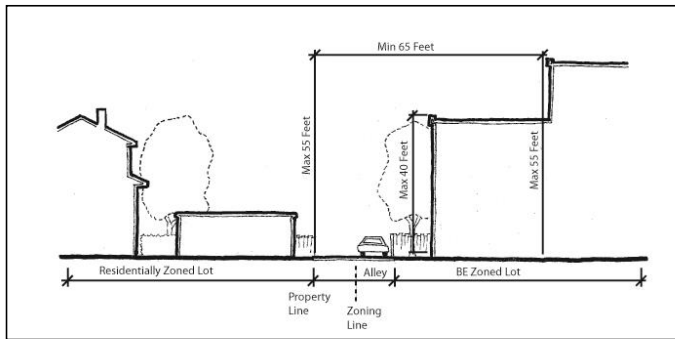 Min 65 Feet
Max 55 Feet
Max 40 Feet
Max 55 Feet
Residentially Zoned Lot
Alley
BE Zoned Lot
Property
Line
Zoning
Line